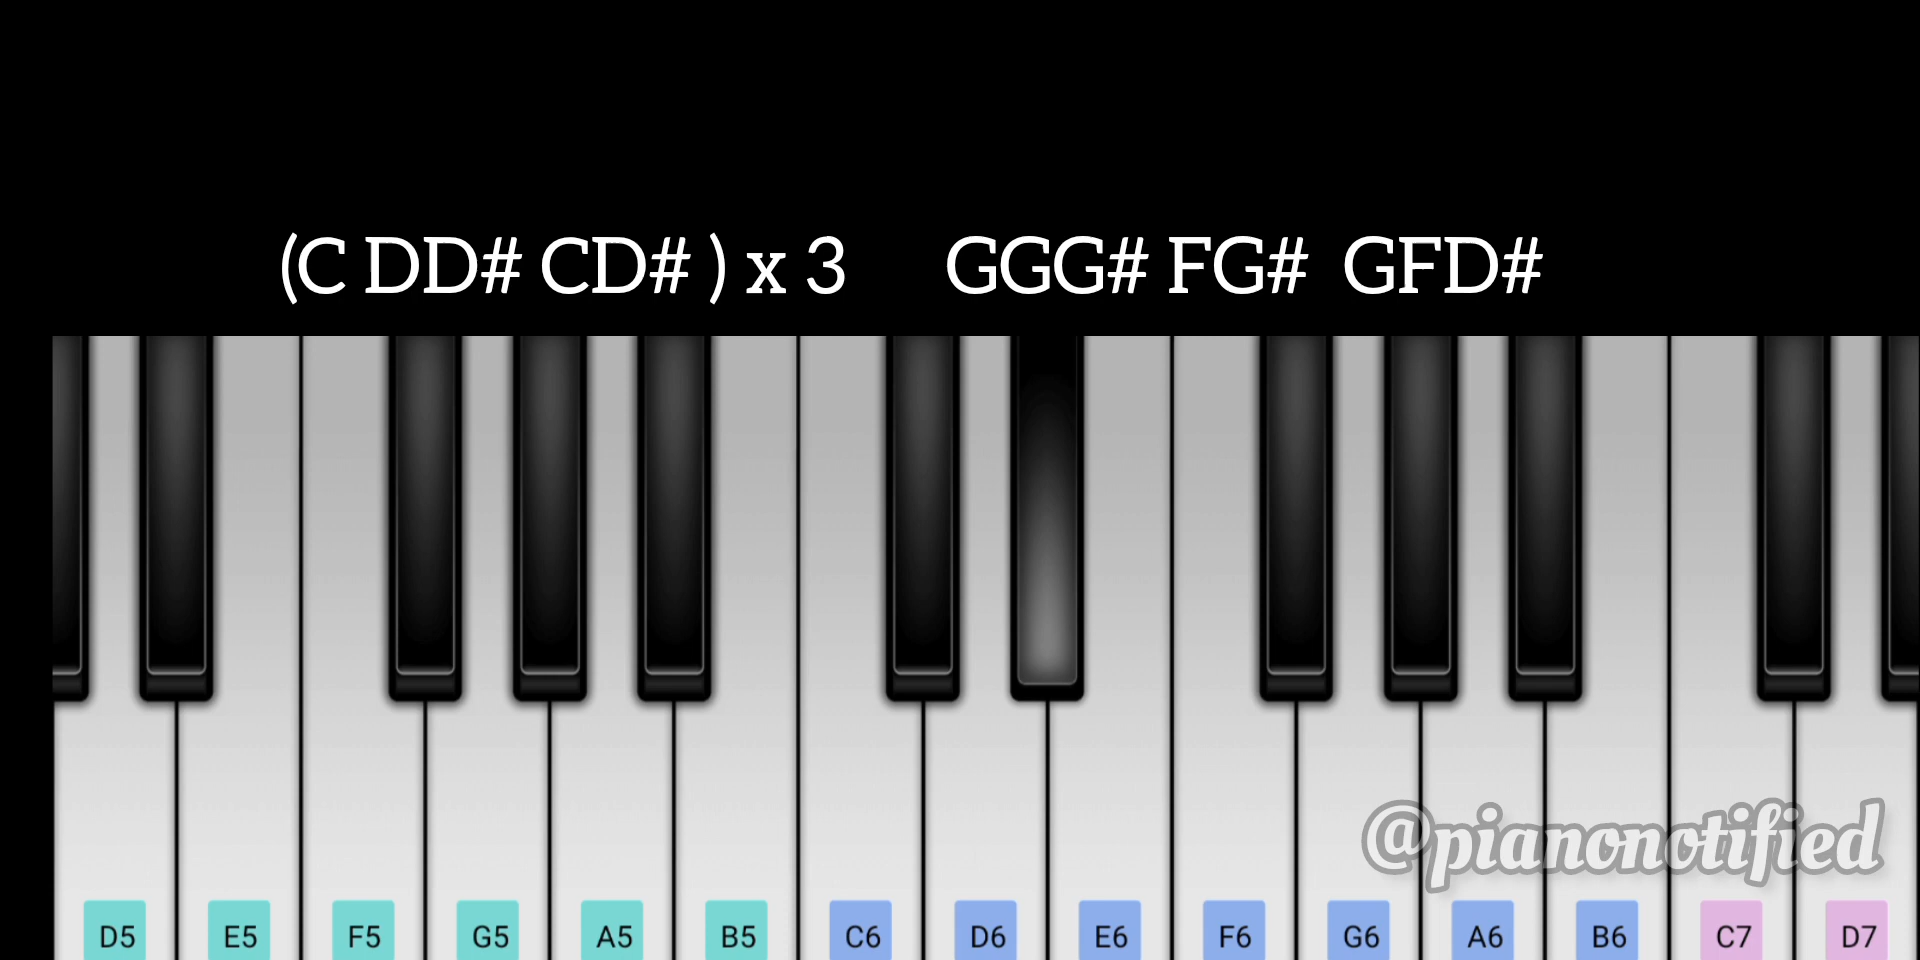 (C DD# CD# ) x 3 GGG# FG# GFD#
@pianonotified
D5 E5 F5 G5 A5 B5 C6 D6 E6 F6 G6 A6 B6 C7 D7